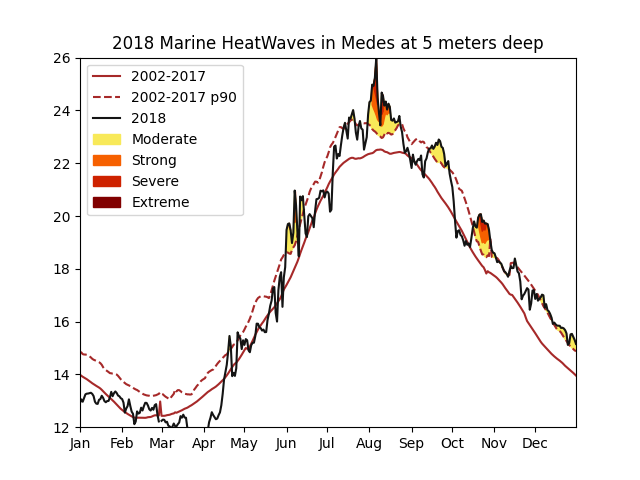 2018 Marine HeatWaves in Medes at 5 meters deep
26
24
22
20
18
16
14
12
2002-2017
2002-2017 p90
2018
Moderate
Strong
Severe
Extreme
Jan Feb Mar Apr May Jun Jul Aug Sep Oct Nov Dec